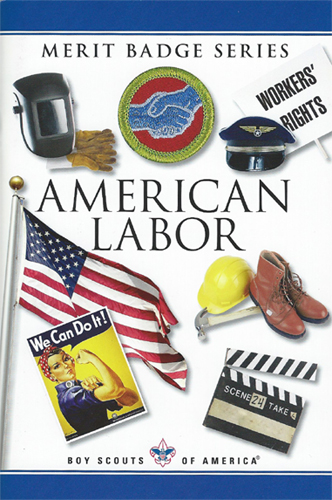 MERIT BADGE SERIES
WORKERS'
RIGHTS
AMERICAN
LABOR
We Can Do It!
SCENE 24 TAKE
BOY SCOUTS OF AMERICA®